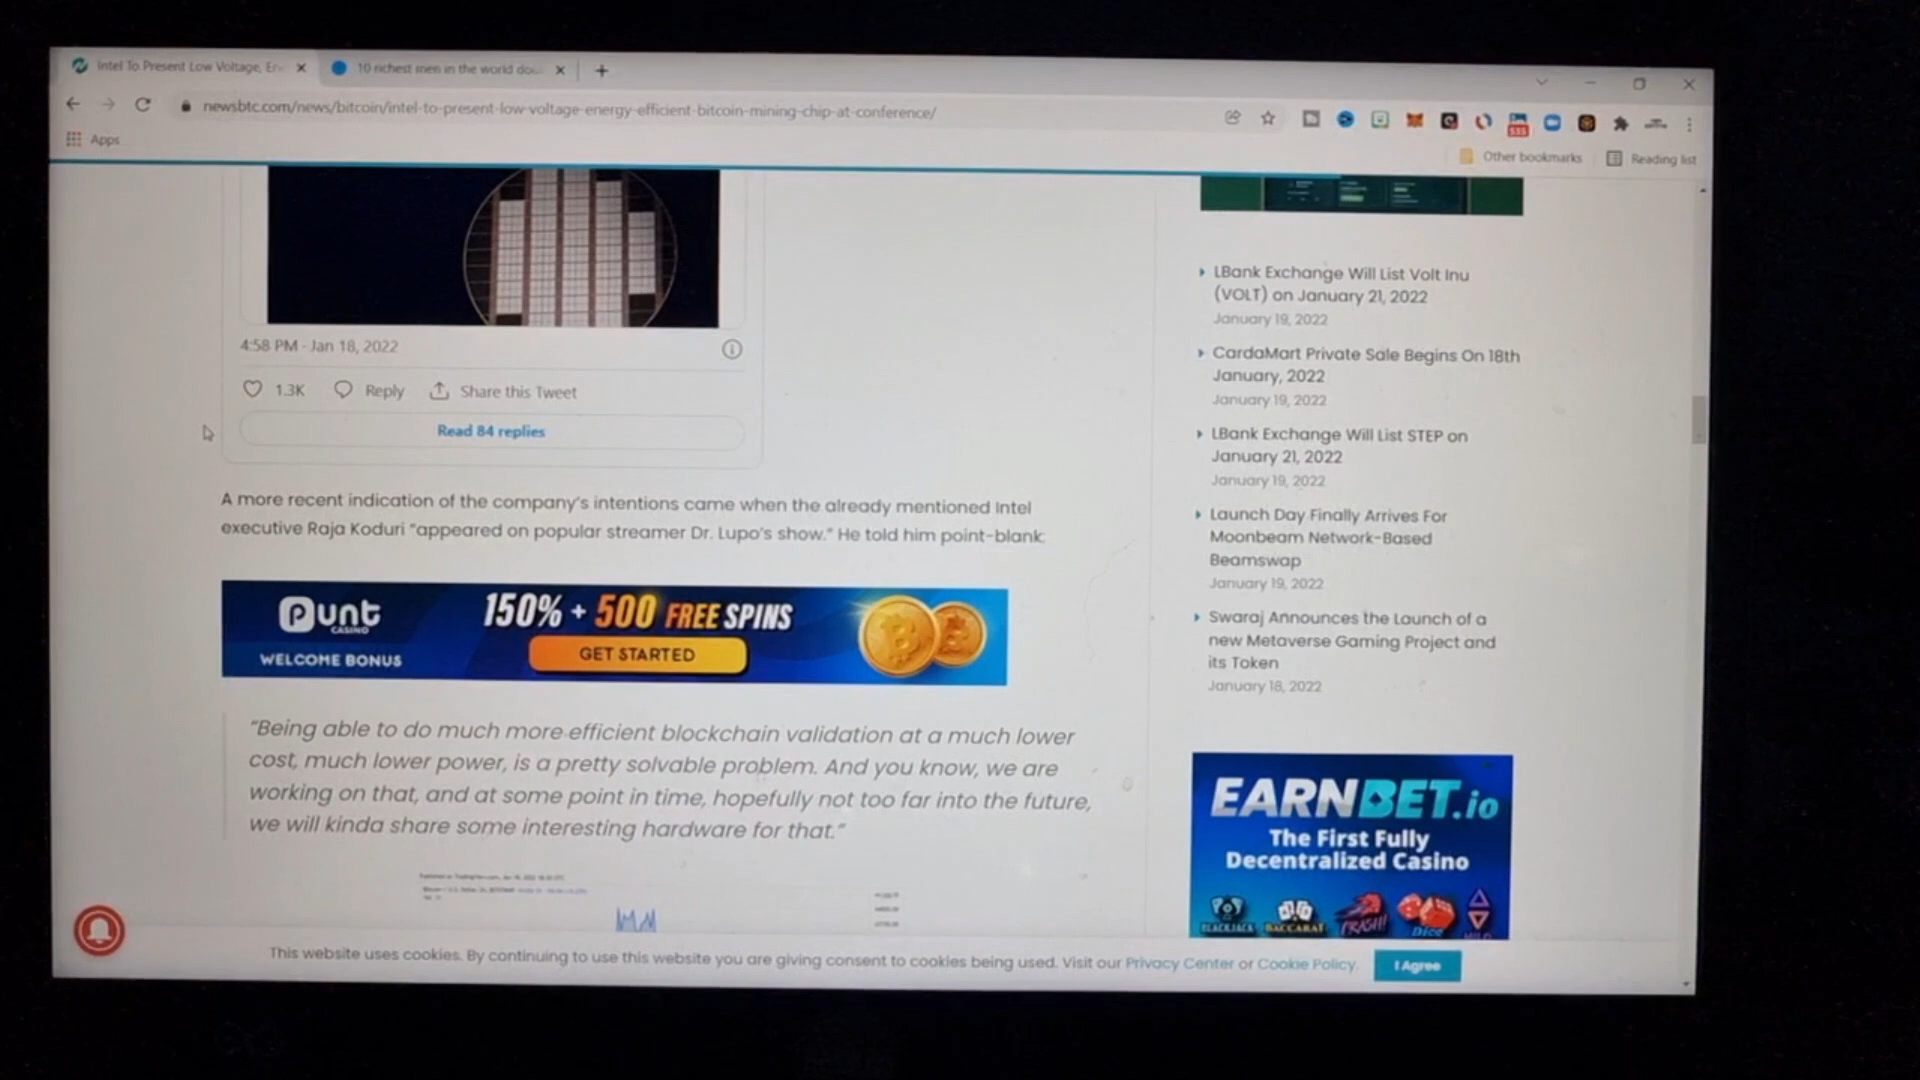 Intel To Present Low Voltage, En
10 richest men in the world dou
newsbtc.com/news/bitcoin/intel-to-present-low-voltage-energy-efficient-bitcoin-mining-chip-at-conference/
Apps
Other bookmarks
Reading list
4:58 PM · Jan 18, 2022
1.3K Reply Share this Tweet
Read 84 replies
A more recent indication of the company's intentions came when the already mentioned Intel
executive Raja Koduri "appeared on popular streamer Dr. Lupo's show." He told him point-blank:
Punt
CASINO
WELCOME BONUS
150% + 500 FREE SPINS
GET STARTED
"Being able to do much more efficient blockchain validation at a much lower
cost, much lower power, is a pretty solvable problem. And you know, we are
working on that, and at some point in time, hopefully not too far into the future,
we will kinda share some interesting hardware for that."
LBank Exchange Will List Volt Inu
(VOLT) on January 21, 2022
January 19, 2022
CardaMart Private Sale Begins On 18th
January, 2022
January 19, 2022
LBank Exchange Will List STEP on
January 21, 2022
January 19, 2022
Launch Day Finally Arrives For
Moonbeam Network-Based
Beamswap
January 19, 2022
Swaraj Announces the Launch of a
new Metaverse Gaming Project and
its Token
January 18, 2022
EARNBET.io
The First Fully
Decentralized Casino
BLACKJACK BACCARAT CRASH! Dice
This website uses cookies. By continuing to use this website you are giving consent to cookies being used. Visit our Privacy Center or Cookie Policy.
I Agree